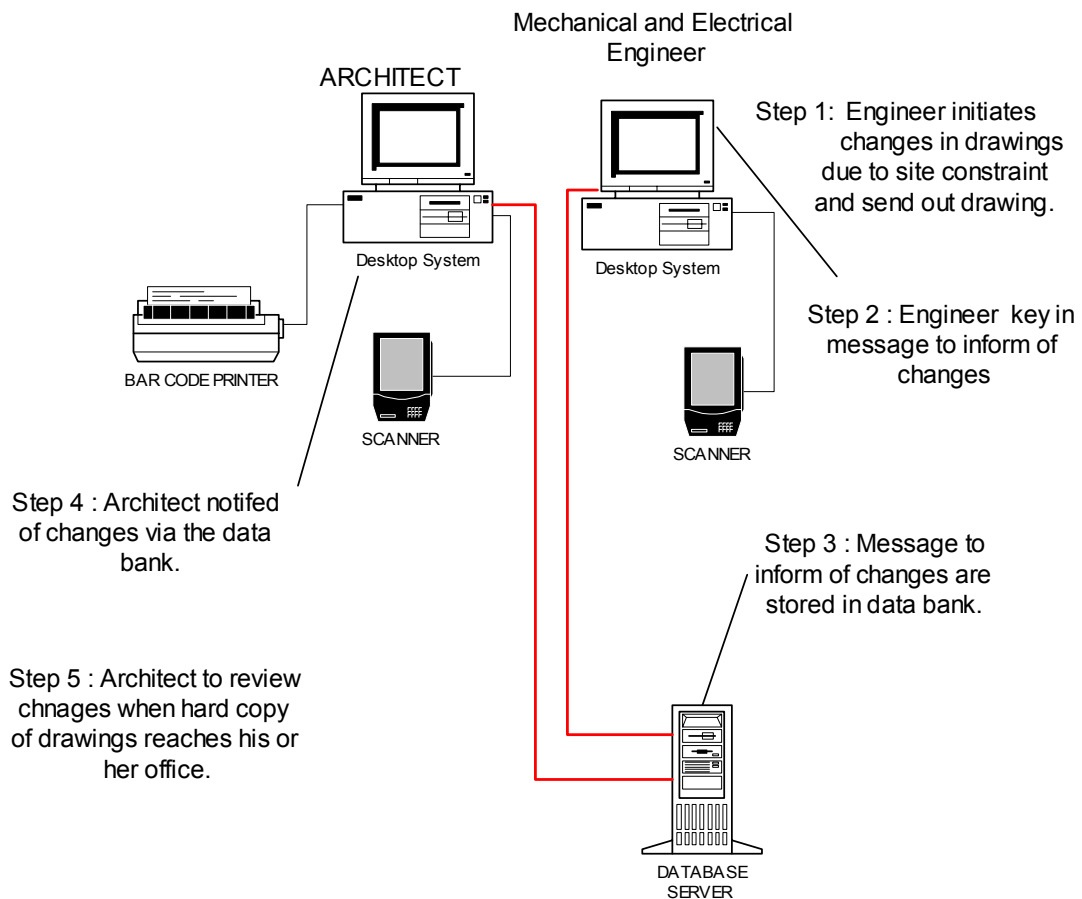 Mechanical and Electrical
Engineer
ARCHITECT
Step 1: Engineer initiates
changes in drawings
due to site constraint
and send out drawing.
Desktop System
Desktop System
Step 2 : Engineer key in
message to inform of
changes
BAR CODE PRINTER
SCANNER
SCANNER
Step 4 : Architect notifed
of changes via the data
bank.
Step 3 : Message to
inform of changes are
stored in data bank.
Step 5 : Architect to review
chnages when hard copy
of drawings reaches his or
her office.
DATABASE
SERVER